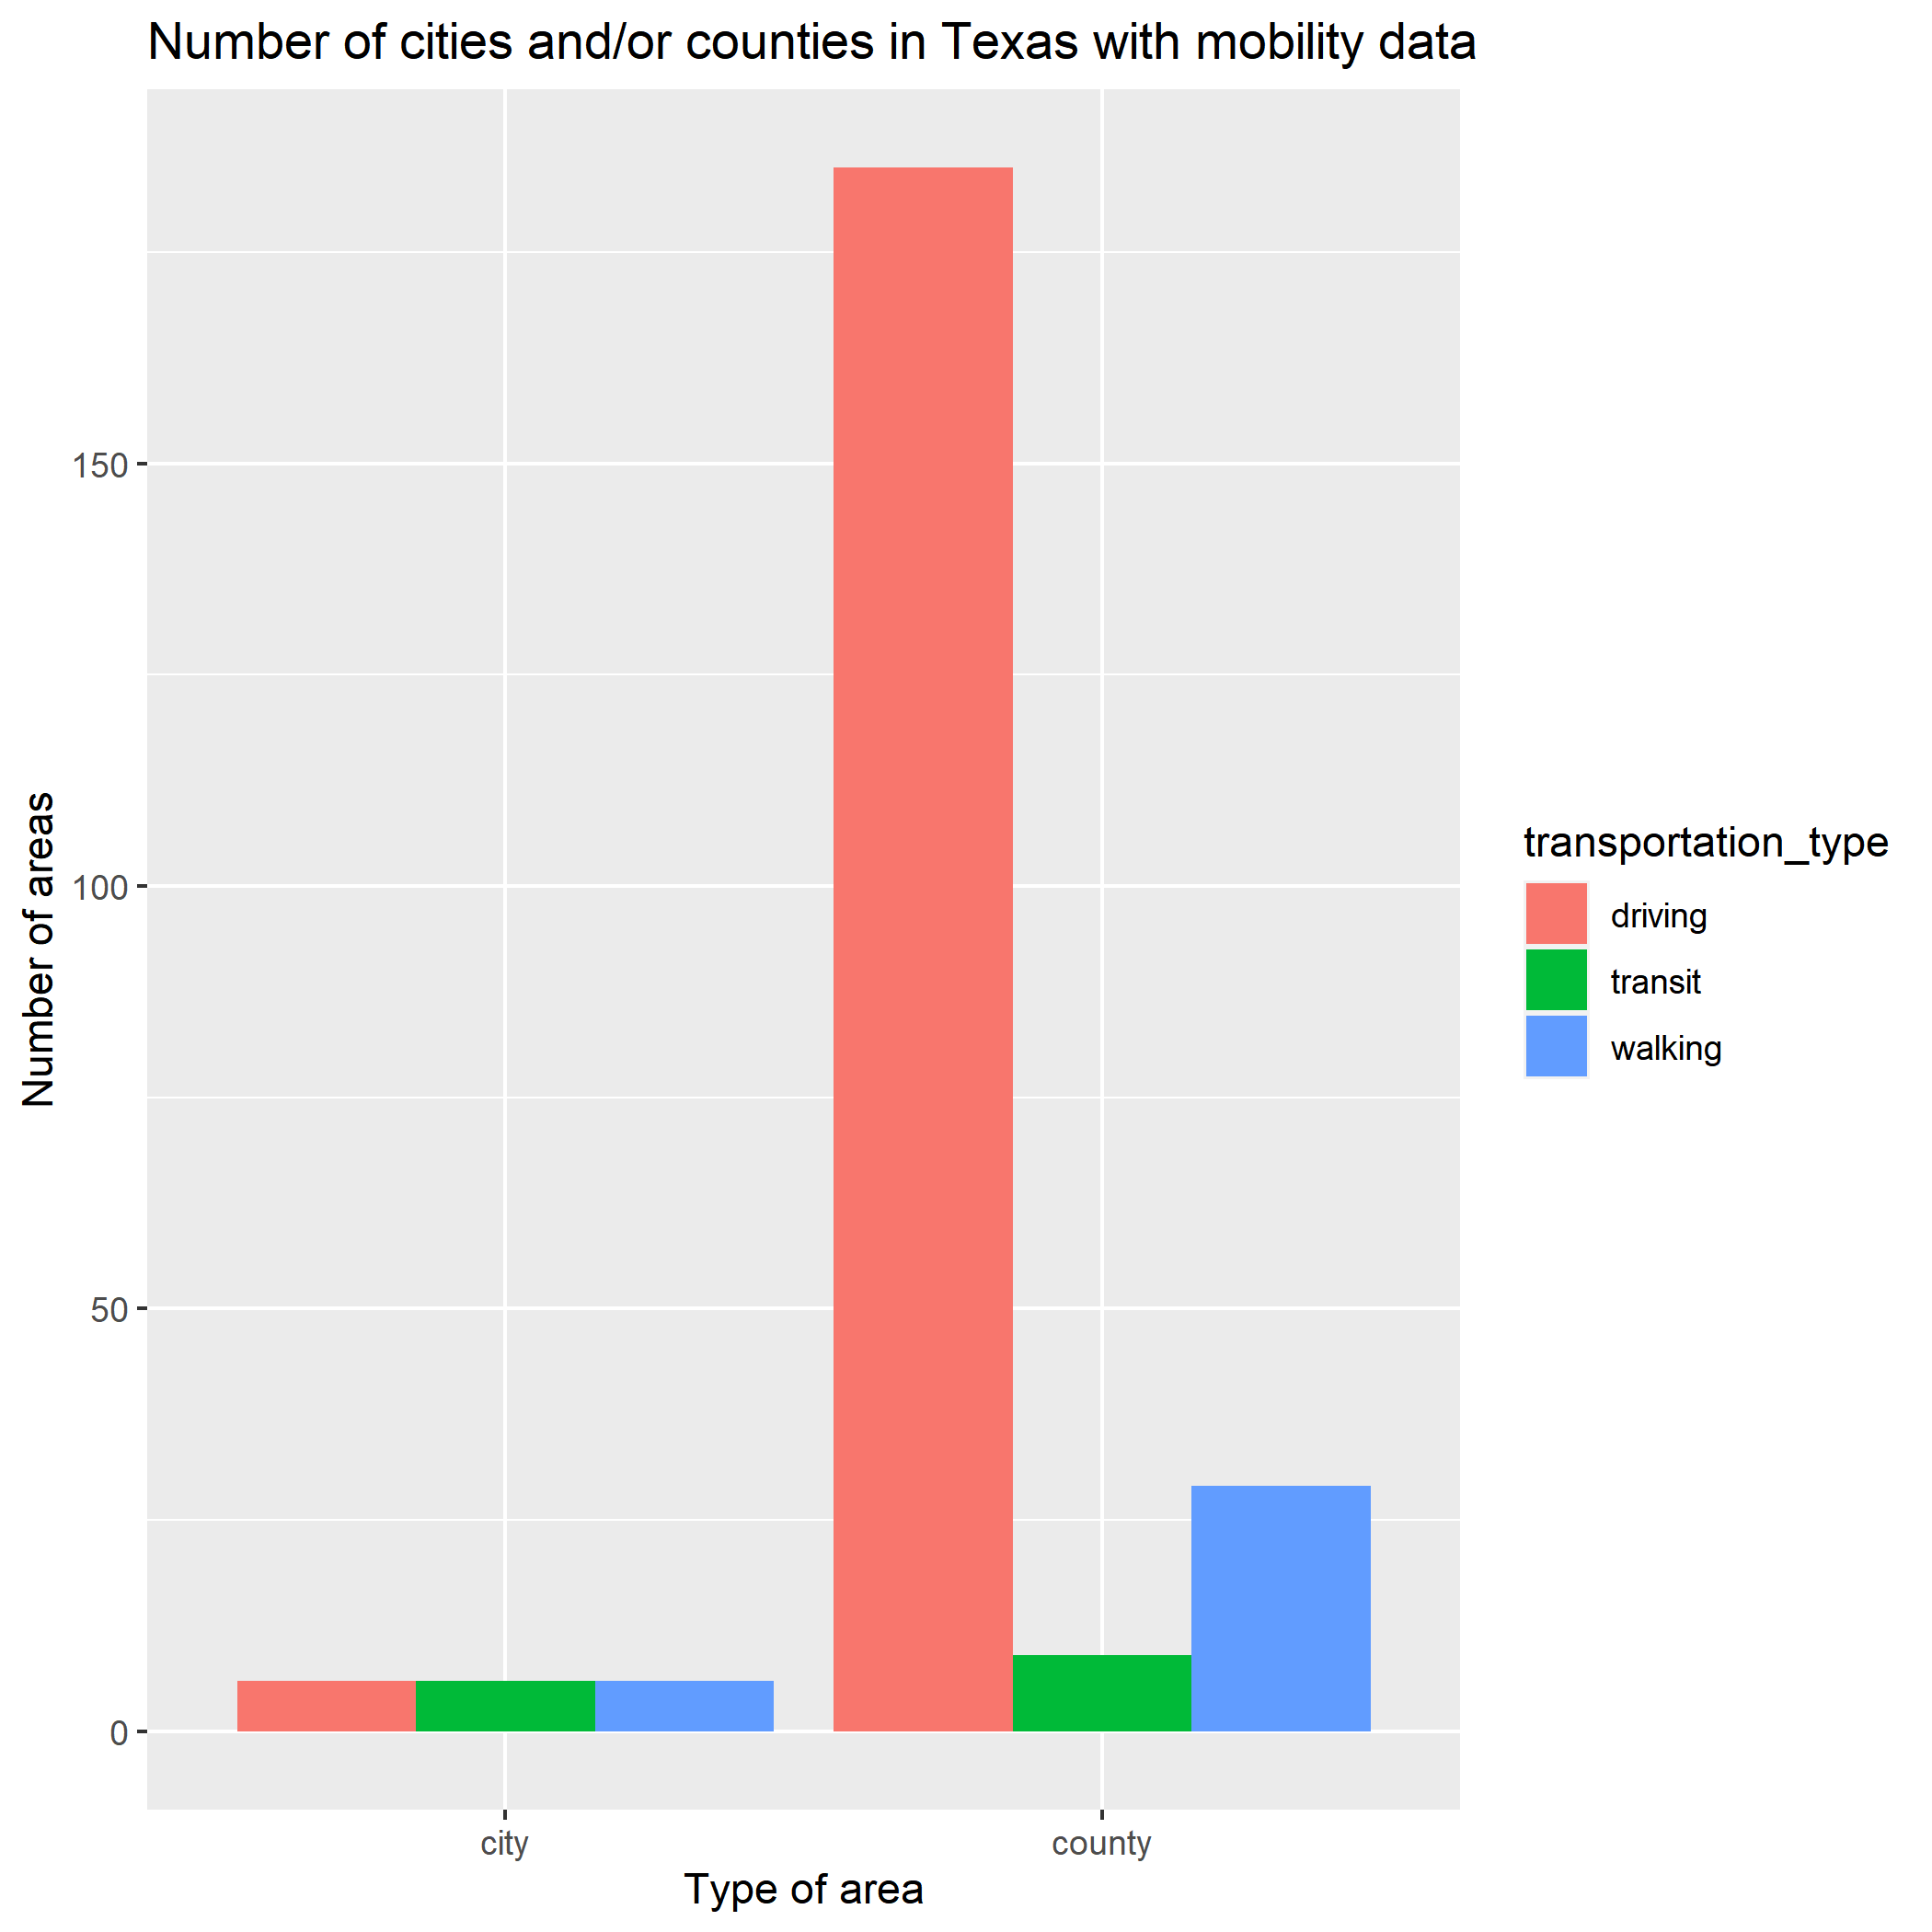 Number of cities and/or counties in Texas with mobility data
Number of areas
150
100
50
0
city
county
Type of area
transportation_type
driving
transit
walking